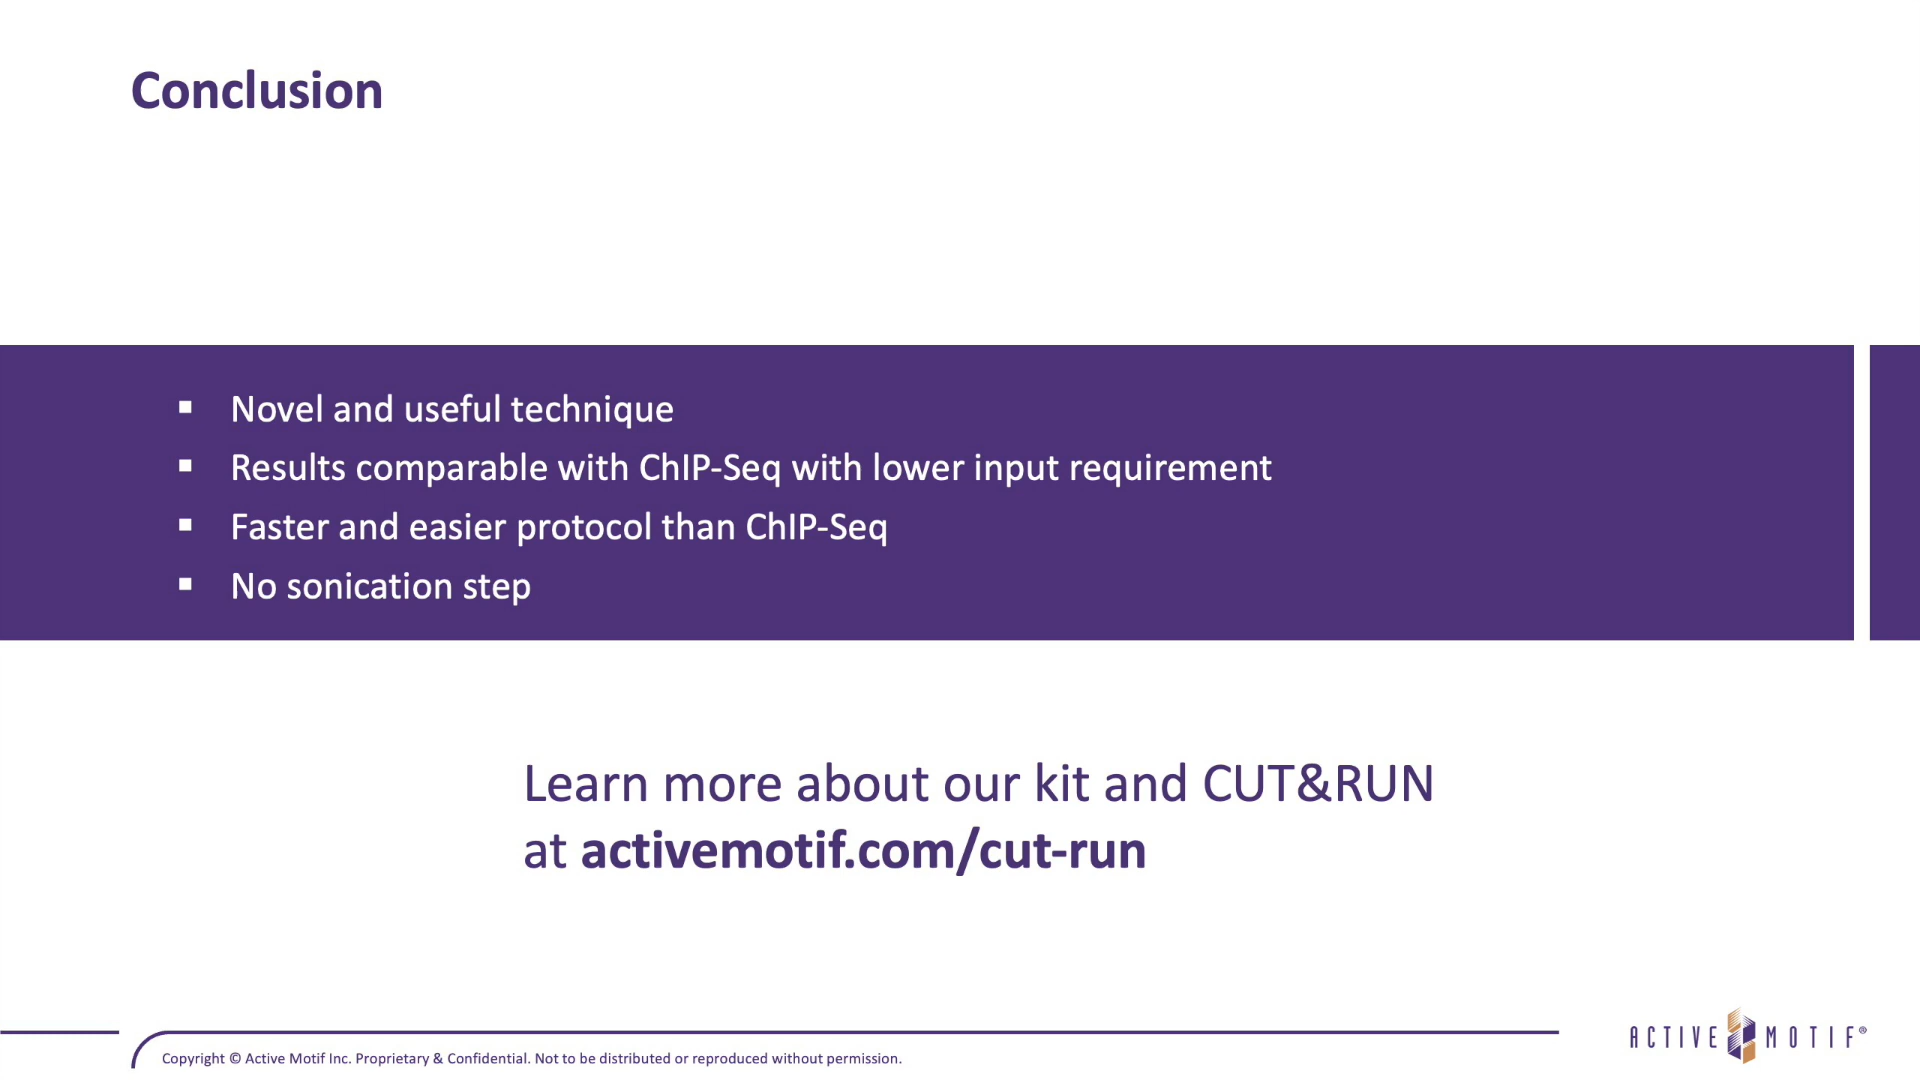 Conclusion
▪ Novel and useful technique
▪ Results comparable with ChIP-Seq with lower input requirement
▪ Faster and easier protocol than ChIP-Seq
▪ No sonication step
Learn more about our kit and CUT&RUN
at activemotif.com/cut-run
Copyright © Active Motif Inc. Proprietary & Confidential. Not to be distributed or reproduced without permission.
ACTIVE MOTIF®